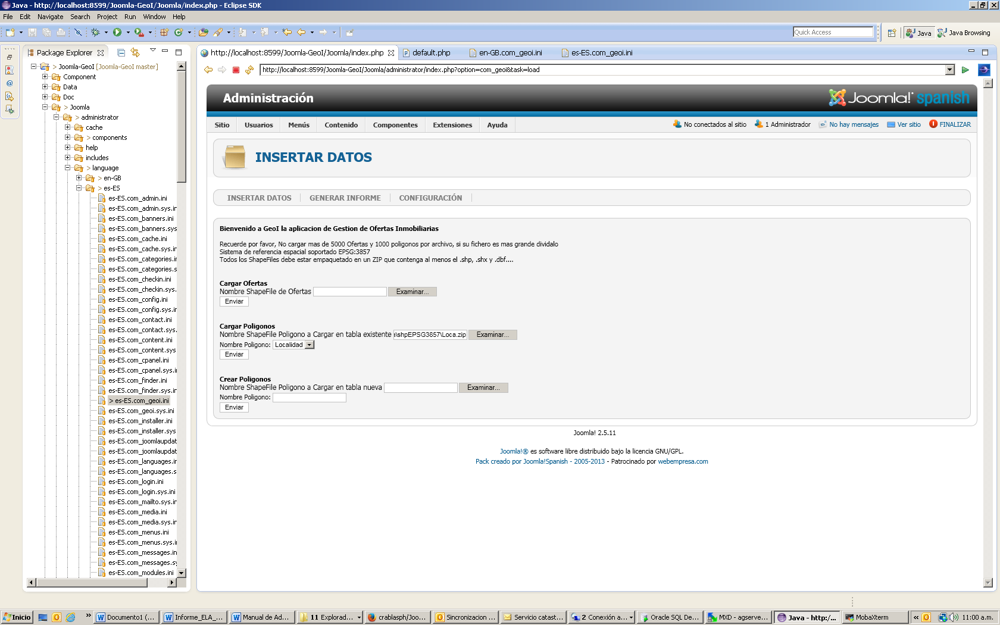 Java - http://localhost:8599/Joomla-GeoI/Joomla/index.php - Eclipse SDK
File Edit Navigate Search Project Run Window Help
Quick Access
Java
Java Browsing
Package Explorer
> Joomla-GeoI [Joomla-GeoI master]
Component
Data
Doc
> Joomla
> administrator
cache
> components
help
includes
> language
> en-GB
> es-ES
es-ES.com_admin.ini
es-ES.com_admin.sys.in
es-ES.com_banners.ini
es-ES.com_banners.sys
es-ES.com_cache.ini
es-ES.com_cache.sys.in
es-ES.com_categories.in
es-ES.com_categories.s
es-ES.com_checkin.ini
es-ES.com_checkin.sys.
es-ES.com_config.ini
es-ES.com_config.sys.in
es-ES.com_contact.ini
es-ES.com_contact.sys.
es-ES.com_content.ini
es-ES.com_content.sys
es-ES.com_cpanel.ini
es-ES.com_cpanel.sys.i
es-ES.com_finder.ini
es-ES.com_finder.sys.in
> es-ES.com_geoi.ini
es-ES.com_geoi.sys.ini
es-ES.com_installer.ini
es-ES.com_installer.sys
es-ES.com_joomlaupdat
es-ES.com_joomlaupdat
es-ES.com_languages.in
es-ES.com_languages.s
es-ES.com_login.ini
es-ES.com_login.sys.ini
es-ES.com_mailto.sys.in
es-ES.com_media.ini
es-ES.com_media.sys.in
es-ES.com_menus.ini
es-ES.com_menus.sys.i
es-ES.com_messages.in
es-ES.com_messages.sy
es-ES.com_modules.ini
http://localhost:8599/Joomla-GeoI/Joomla/index.php
default.php
en-GB.com_geoi.ini
es-ES.com_geoi.ini
http://localhost:8599/Joomla-GeoI/Joomla/administrator/index.php?option=com_geoi&task=load
Administración
Joomla! spanish
Sitio Usuarios Menús Contenido Componentes Extensiones Ayuda
No conectados al sitio 1 Administrador No hay mensajes Ver sitio FINALIZAR
INSERTAR DATOS
INSERTAR DATOS GENERAR INFORME CONFIGURACIÓN
Bienvenido a GeoI la aplicacion de Gestion de Ofertas Inmobiliarias
Recuerde por favor, No cargar mas de 5000 Ofertas y 1000 poligonos por archivo, si su fichero es mas grande dividalo
Sistema de referencia espacial soportado EPSG:3857
Todos los ShapeFiles debe estar empaquetado en un ZIP que contenga al menos el .shp, .shx y .dbf....
Cargar Ofertas
Nombre ShapeFile de Ofertas Examinar...
Enviar
Cargar Poligonos
Nombre ShapeFile Poligono a Cargar en tabla existente \shpEPSG3857\Loca.zip Examinar...
Nombre Poligono: Localidad
Enviar
Crear Poligonos
Nombre ShapeFile Poligono a Cargar en tabla nueva Examinar...
Nombre Poligono:
Enviar
Joomla! 2.5.11
Joomla!® es software libre distribuido bajo la licencia GNU/GPL.
Pack creado por Joomla!Spanish - 2005-2013 - Patrocinado por webempresa.com
Inicio
»
Documento1 (...
Informe_ELA_...
Manual de Ad...
11 Explorad...
crablasph/Joo...
Sincronizacion ...
Servicio catast...
2 Conexión a...
Oracle SQL De...
MXD - agserve...
Java - http:/...
MobaXterm
«
11:00 a.m.